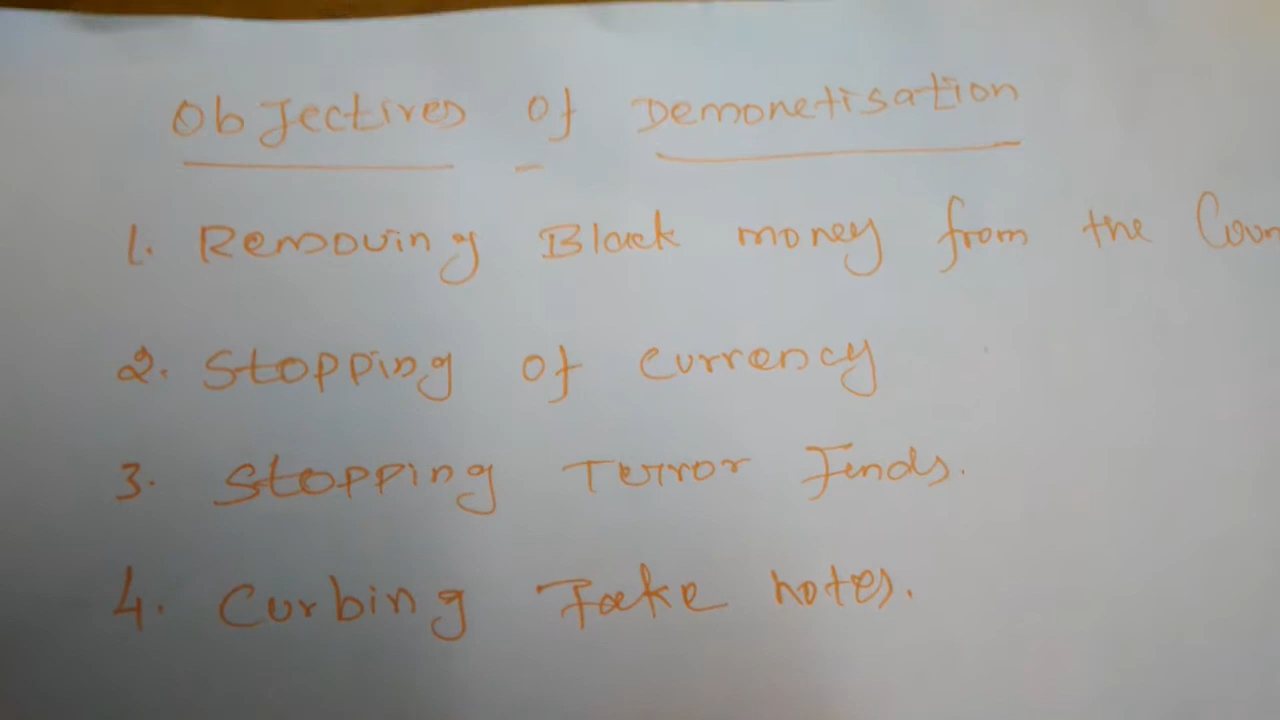 Objectives of Demonetisation
1. Removing Black money from the Coun
2. Stopping of currency
3. Stopping Terror Funds.
4. Curbing Fake notes.